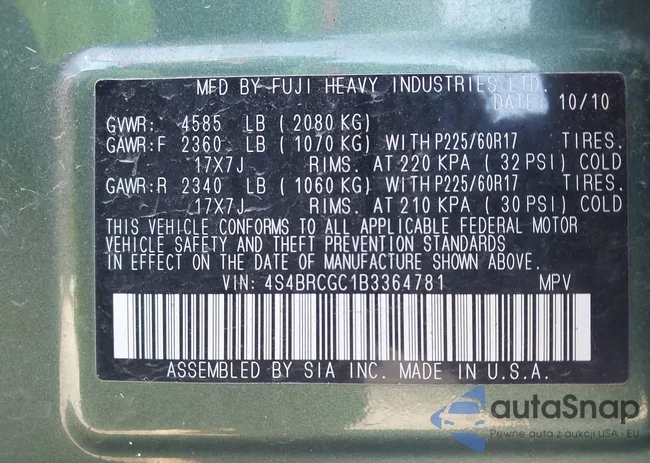 MFD BY FUJI HEAVY INDUSTRIES LTD.
DATE 10/10
GVWR: 4585 LB (2080 KG)
GAWR:F 2360 LB (1070 KG) WITH P225/60R17 TIRES.
17X7J RIMS. AT 220 KPA (32 PSI) COLD
GAWR:R 2340 LB (1060 KG) WITH P225/60R17 TIRES.
17X7J RIMS. AT 210 KPA (30 PSI) COLD
THIS VEHICLE CONFORMS TO ALL APPLICABLE FEDERAL MOTOR
VEHICLE SAFETY AND THEFT PREVENTION STANDARDS
IN EFFECT ON THE DATE OF MANUFACTURE SHOWN ABOVE.
VIN: 4S4BRCGC1B3364781 MPV
ASSEMBLED BY SIA INC. MADE IN U.S.A.
autaSnap
Pewne auta z aukcji USA i EU